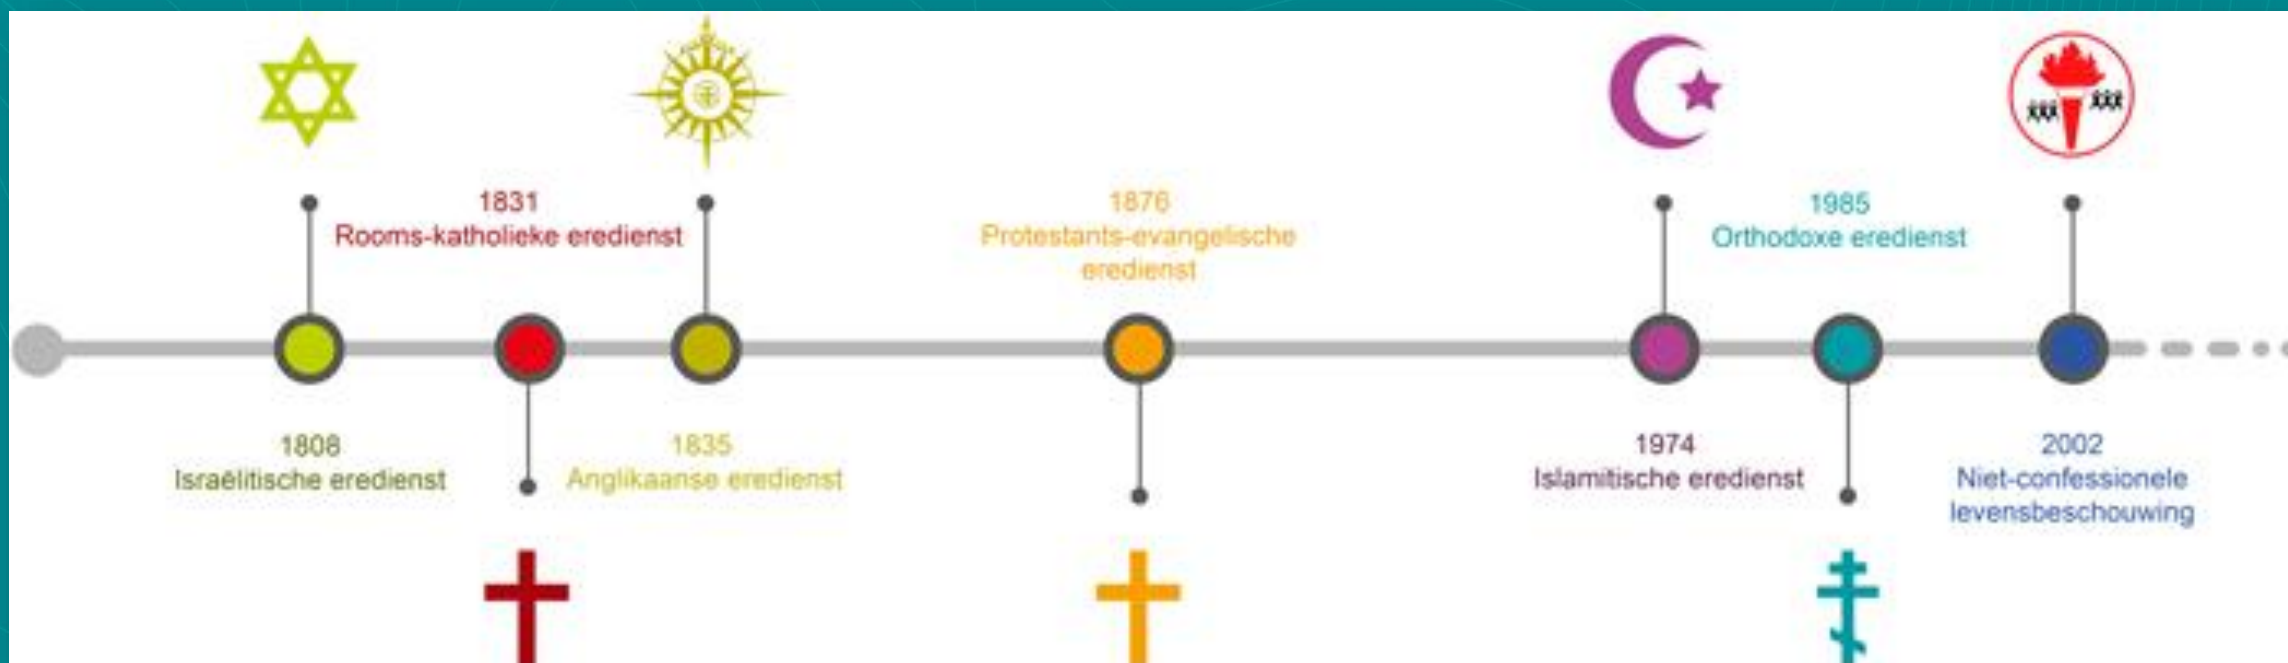 1808
Israëlitische eredienst
1831
Rooms-katholieke eredienst
1835
Anglikaanse eredienst
1876
Protestants-evangelische
eredienst
1974
Islamitische eredienst
1985
Orthodoxe eredienst
2002
Niet-confessionele
levensbeschouwing